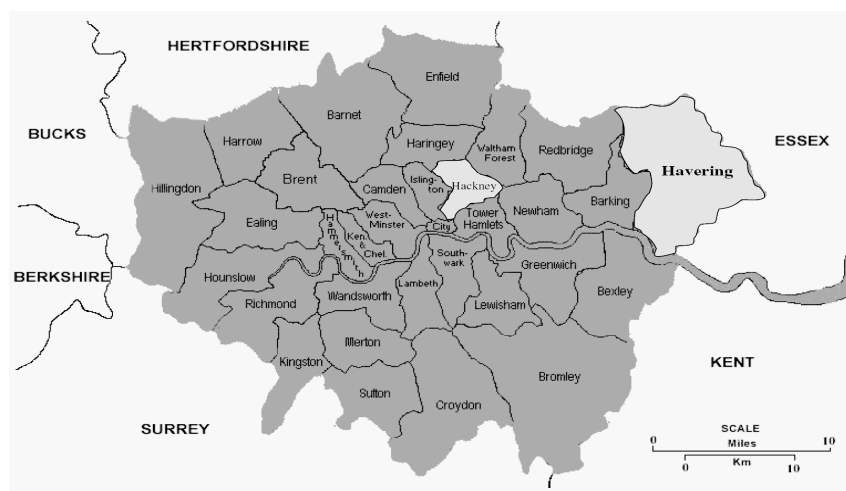 HERTFORDSHIRE
Enfield
BUCKS
Barnet
ESSEX
Harrow
Haringey
Waltham
Forest
Redbridge
Havering
Hillingdon
Brent
Camden
Isling-
ton
Hackney
Barking
Ealing
Hammersmith
West-
Minster
Ken.
&
Chel.
City
Tower
Hamlets
Newham
BERKSHIRE
Hounslow
Richmond
Wandsworth
Lambeth
South-
wark
Lewisham
Greenwich
Bexley
Kingston
Merton
Sutton
Croydon
Bromley
KENT
SURREY
SCALE
0 Miles 10
0 Km 10